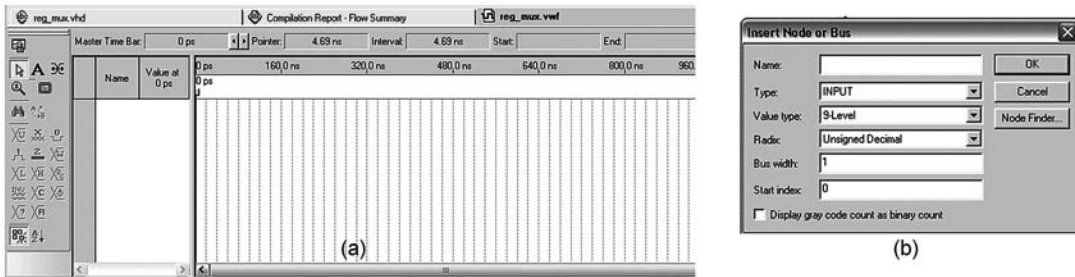 reg_mux.vhd
Compilation Report - Flow Summary
reg_mux.vwf
Master Time Bar: 0 ps
Pointer: 4.69 ns
Interval: 4.69 ns
Start:
End:
Name
Value at
0 ps
0 ps
160,0 ns
320,0 ns
480,0 ns
640,0 ns
800,0 ns
960.
0 ps
(a)
Insert Node or Bus
Name:
OK
Type: INPUT
Cancel
Value type: 9-Level
Node Finder...
Radix: Unsigned Decimal
Bus width: 1
Start index: 0
Display gray code count as binary count
(b)